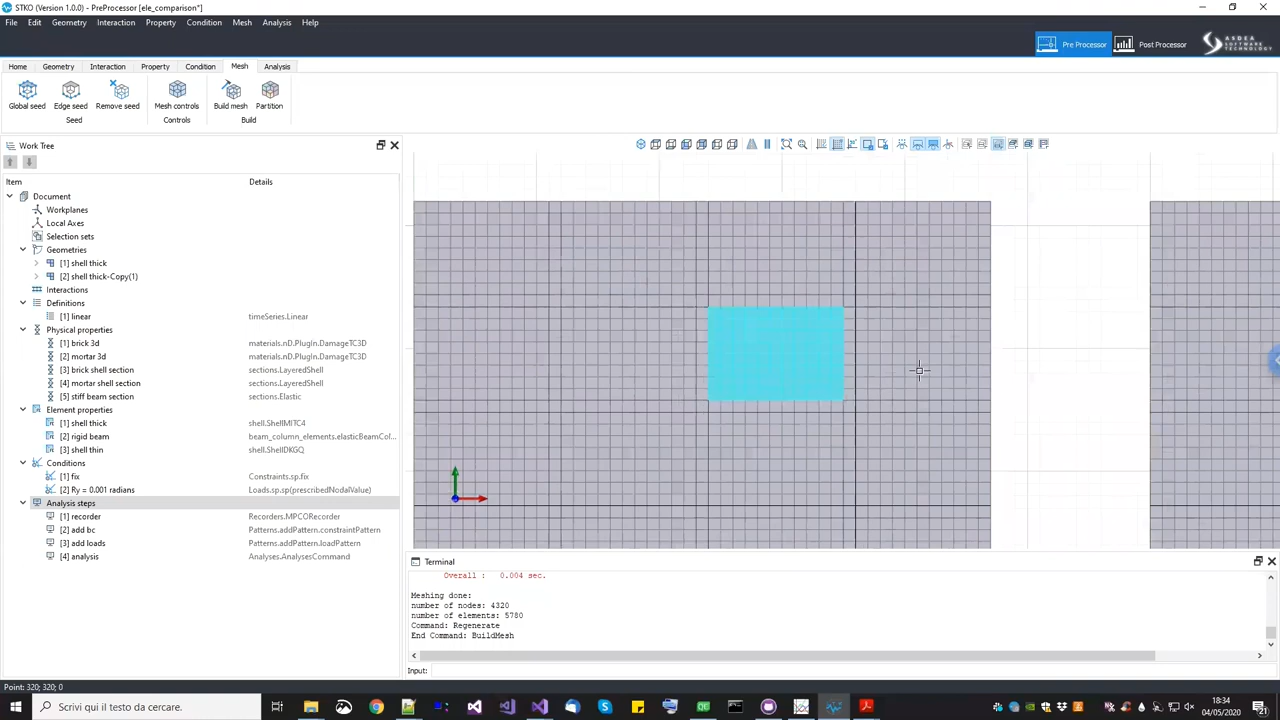 STKO (Version 1.0.0) - PreProcessor [ele_comparison*]
File Edit Geometry Interaction Property Condition Mesh Analysis Help
Pre Processor Post Processor ASDEA SOFTWARE TECHNOLOGY
Home Geometry Interaction Property Condition Mesh Analysis
Global seed Edge seed Remove seed Mesh controls Build mesh Partition
Seed Controls Build
Work Tree
Item Details
Document
Workplanes
Local Axes
Selection sets
Geometries
[1] shell thick
[2] shell thick-Copy(1)
Interactions
Definitions
[1] linear timeSeries.Linear
Physical properties
[1] brick 3d materials.nD.PlugIn.DamageTC3D
[2] mortar 3d materials.nD.PlugIn.DamageTC3D
[3] brick shell section sections.LayeredShell
[4] mortar shell section sections.LayeredShell
[5] stiff beam section sections.Elastic
Element properties
[1] shell thick shell.ShellMITC4
[2] rigid beam beam_column_elements.elasticBeamCol...
[3] shell thin shell.ShellDKGQ
Conditions
[1] fix Constraints.sp.fix
[2] Ry = 0.001 radians Loads.sp.sp(prescribedNodalValue)
Analysis steps
[1] recorder Recorders.MPCORecorder
[2] add bc Patterns.addPattern.constraintPattern
[3] add loads Patterns.addPattern.loadPattern
[4] analysis Analyses.AnalysesCommand
Terminal
Overall : 0.004 sec.
Meshing done:
number of nodes: 4320
number of elements: 5780
Command: Regenerate
End Command: BuildMesh
Input:
Point: 320; 320; 0
Scrivi qui il testo da cercare.
18:34
04/05/2020